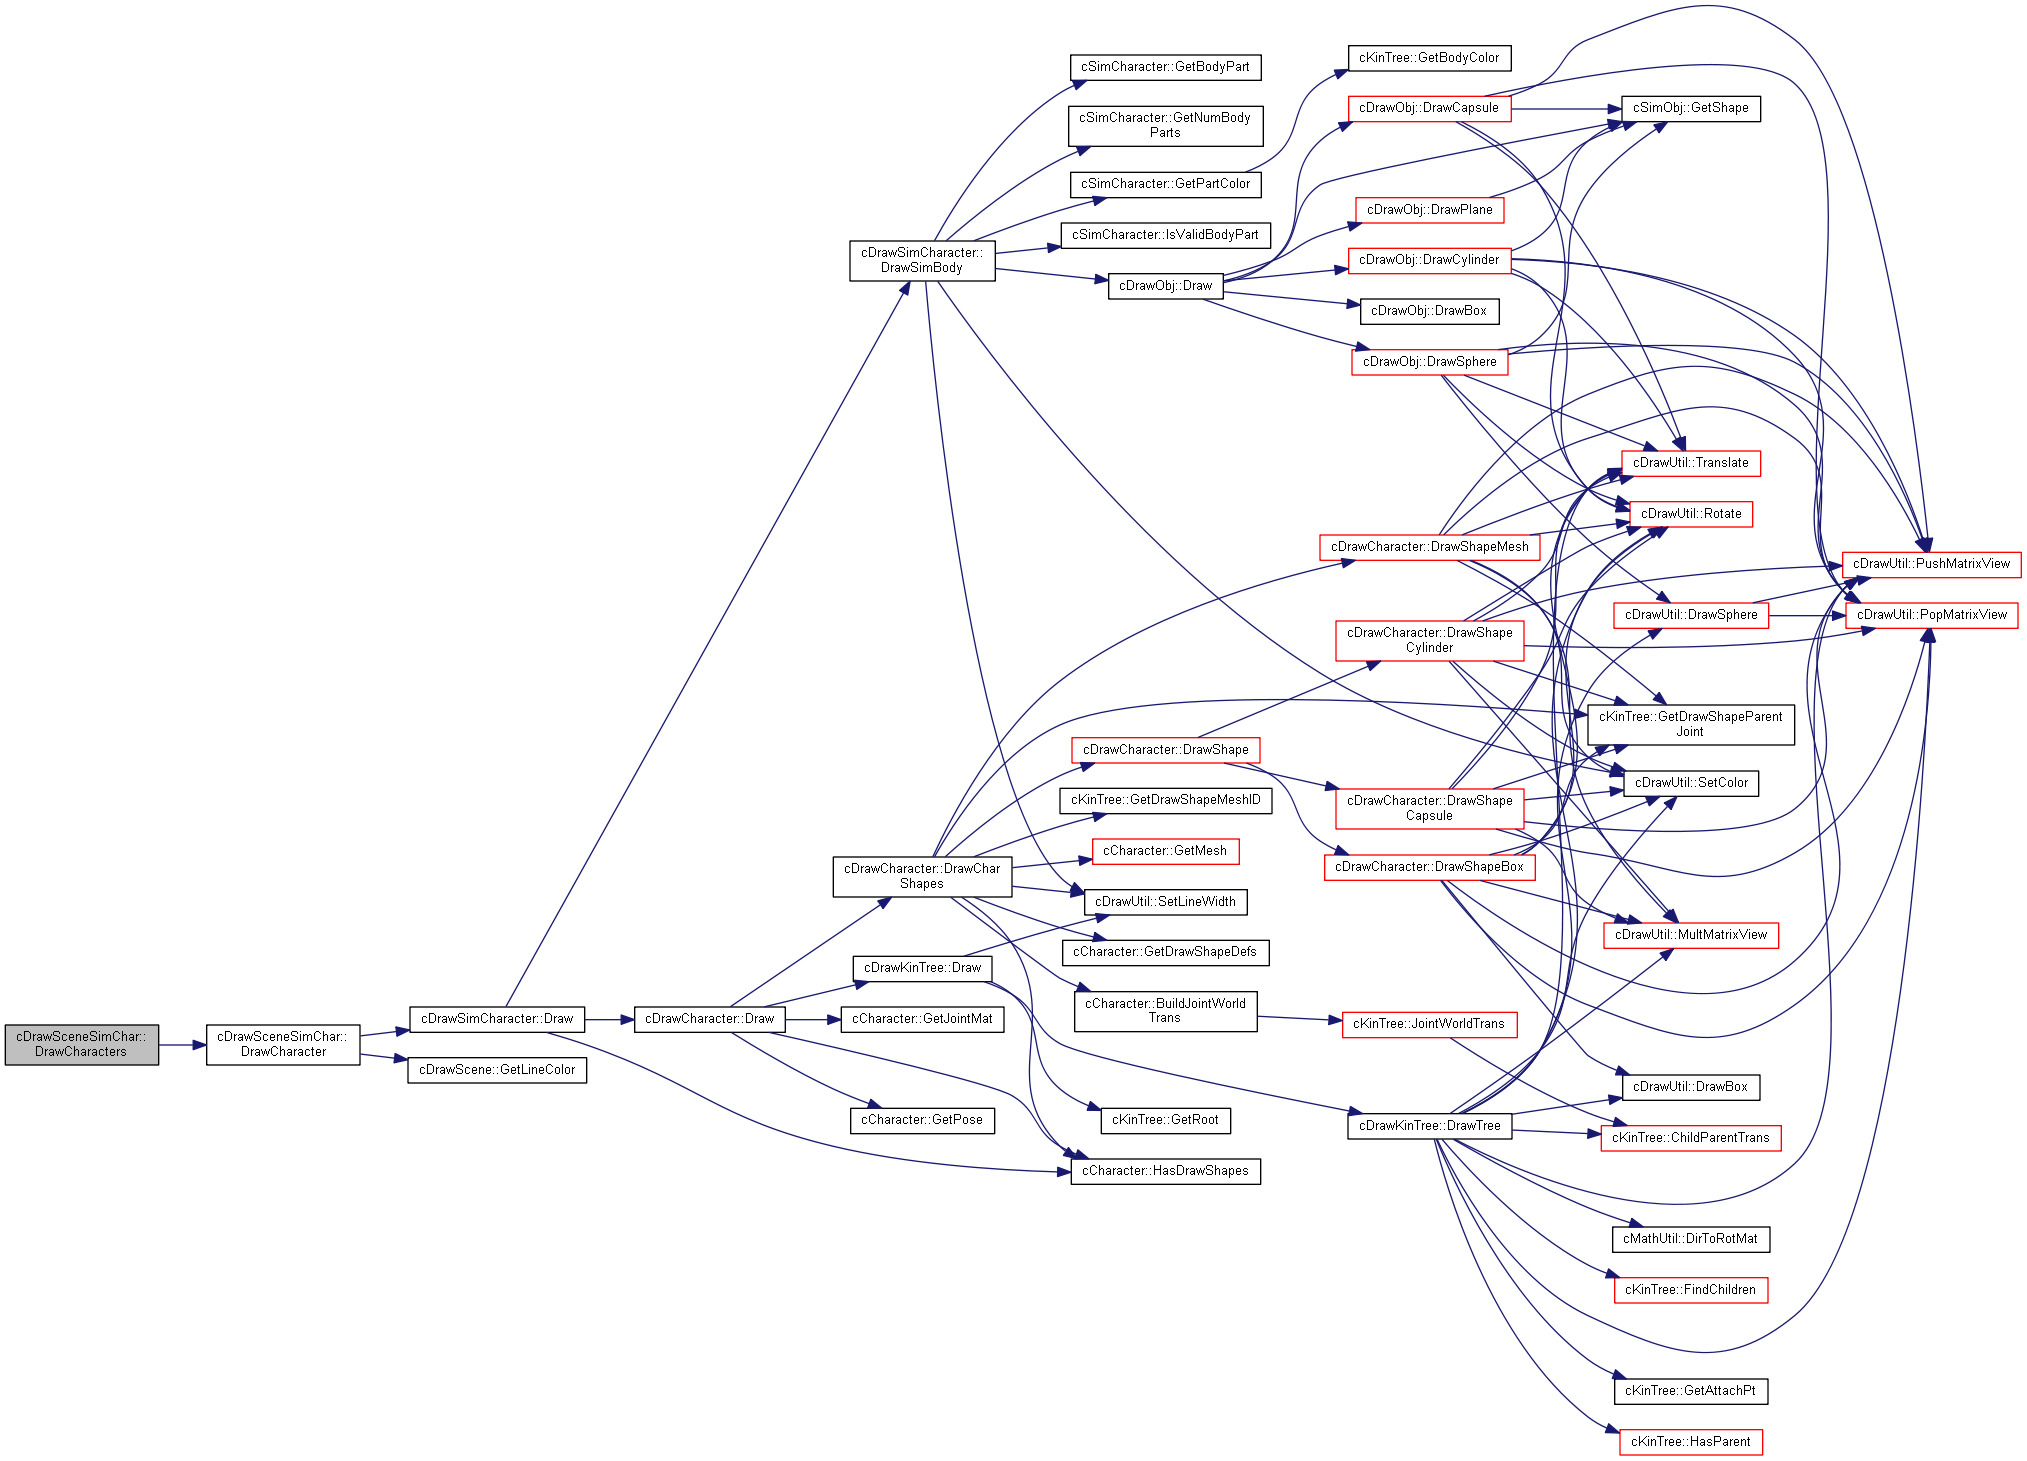 cDrawSceneSimChar::
DrawCharacters
cDrawSceneSimChar::
DrawCharacter
cDrawSimCharacter::Draw
cDrawScene::GetLineColor
cDrawCharacter::Draw
cDrawSimCharacter::
DrawSimBody
cDrawCharacter::DrawChar
Shapes
cDrawKinTree::Draw
cCharacter::GetJointMat
cCharacter::GetPose
cSimCharacter::GetBodyPart
cSimCharacter::GetNumBody
Parts
cSimCharacter::GetPartColor
cSimCharacter::IsValidBodyPart
cDrawObj::Draw
cDrawCharacter::DrawShape
cKinTree::GetDrawShapeMeshID
cCharacter::GetMesh
cDrawUtil::SetLineWidth
cCharacter::GetDrawShapeDefs
cCharacter::BuildJointWorld
Trans
cKinTree::GetRoot
cCharacter::HasDrawShapes
cKinTree::GetBodyColor
cDrawObj::DrawCapsule
cDrawObj::DrawPlane
cDrawObj::DrawCylinder
cDrawObj::DrawBox
cDrawObj::DrawSphere
cDrawCharacter::DrawShapeMesh
cDrawCharacter::DrawShape
Cylinder
cDrawCharacter::DrawShape
Capsule
cDrawCharacter::DrawShapeBox
cKinTree::JointWorldTrans
cDrawKinTree::DrawTree
cSimObj::GetShape
cDrawUtil::Translate
cDrawUtil::Rotate
cDrawUtil::DrawSphere
cKinTree::GetDrawShapeParent
Joint
cDrawUtil::SetColor
cDrawUtil::MultMatrixView
cDrawUtil::DrawBox
cKinTree::ChildParentTrans
cMathUtil::DirToRotMat
cKinTree::FindChildren
cKinTree::GetAttachPt
cKinTree::HasParent
cDrawUtil::PushMatrixView
cDrawUtil::PopMatrixView